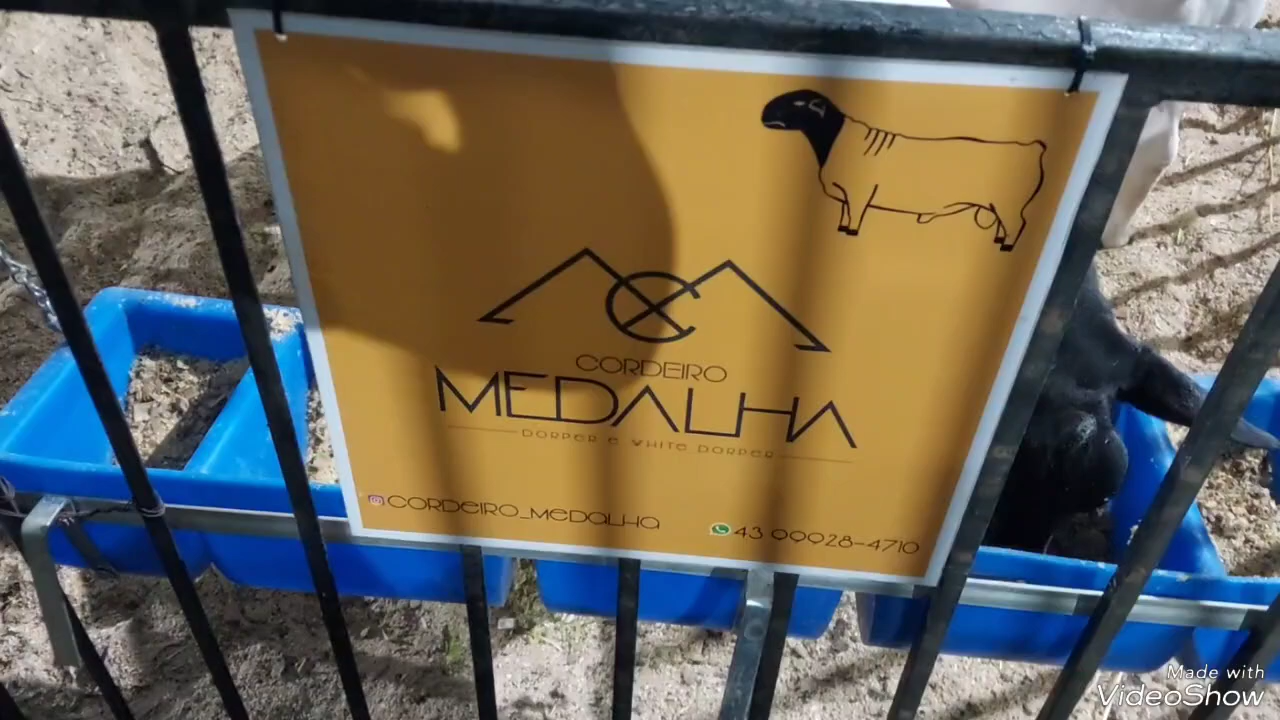 CORDEIRO
MEDALHA
DORPER E WHITE DORPER
CORDEIRO_MEDALHA
43 99928-4710
Made with
VideoShow